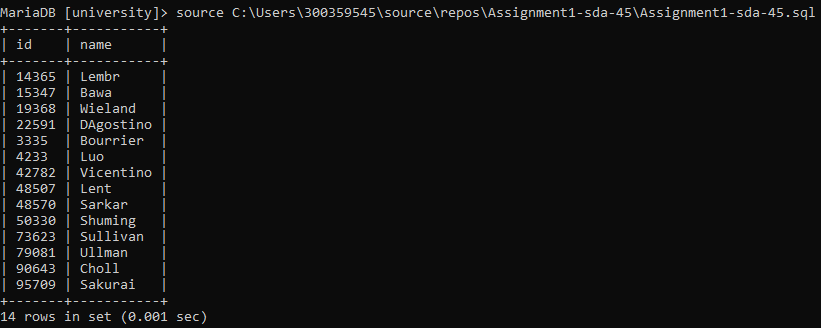 MariaDB [university]> source C:\Users\300359545\source\repos\Assignment1-sda-45\Assignment1-sda-45.sql
+-------+-----------+
| id    | name      |
+-------+-----------+
| 14365 | Lembr     |
| 15347 | Bawa      |
| 19368 | Wieland   |
| 22591 | DAgostino |
| 3335  | Bourrier  |
| 4233  | Luo       |
| 42782 | Vicentino |
| 48507 | Lent      |
| 48570 | Sarkar    |
| 50330 | Shuming   |
| 73623 | Sullivan  |
| 79081 | Ullman    |
| 90643 | Choll     |
| 95709 | Sakurai   |
+-------+-----------+
14 rows in set (0.001 sec)